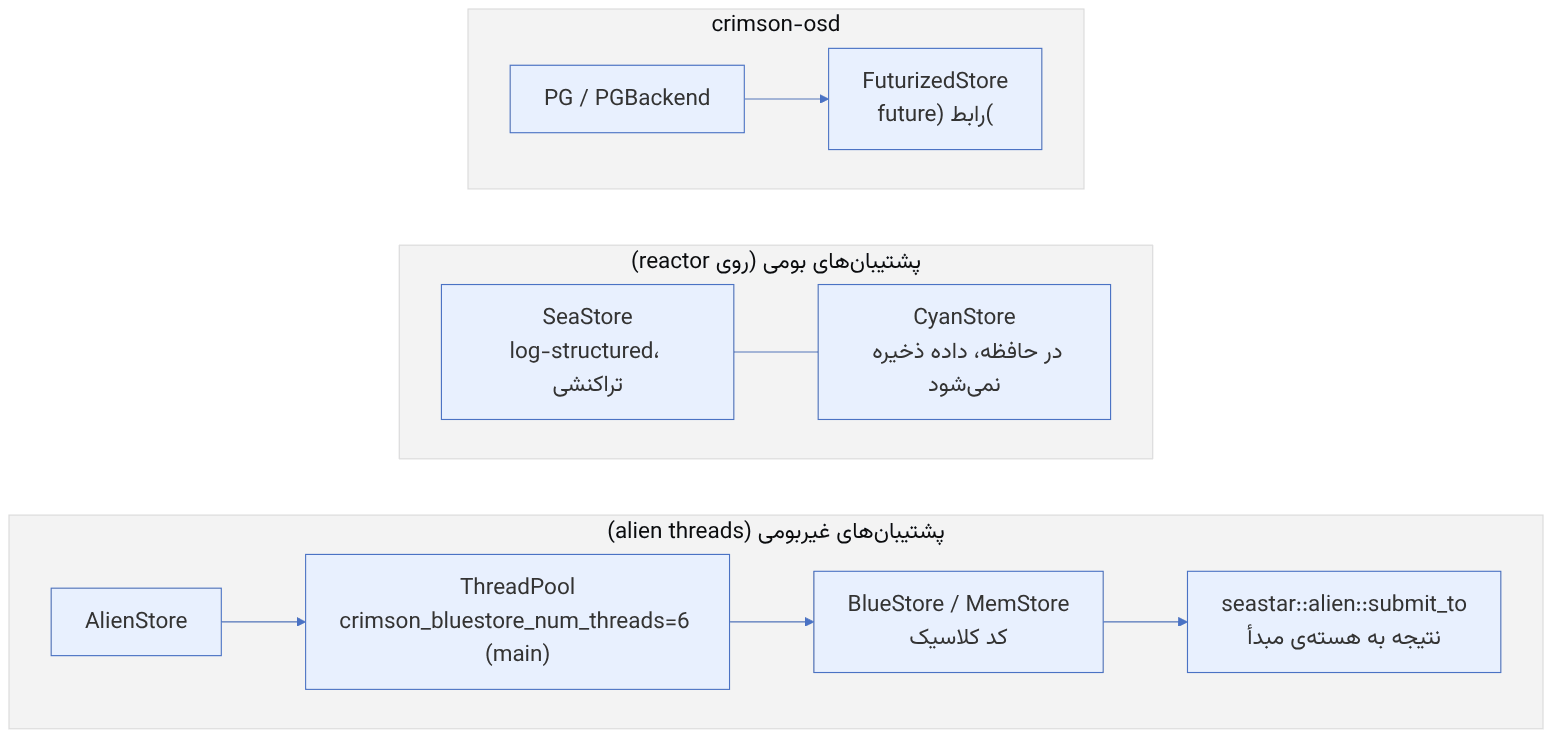 crimson-osd
PG / PGBackend
FuturizedStore
future) رابط(
پشتیبان‌های بومی (روی reactor)
SeaStore
log-structured،
تراکنشی
CyanStore
در حافظه، داده ذخیره
نمی‌شود
پشتیبان‌های غیربومی (alien threads)
AlienStore
ThreadPool
crimson_bluestore_num_threads=6
(main)
BlueStore / MemStore
کد کلاسیک
seastar::alien::submit_to
نتیجه به هسته‌ی مبدأ